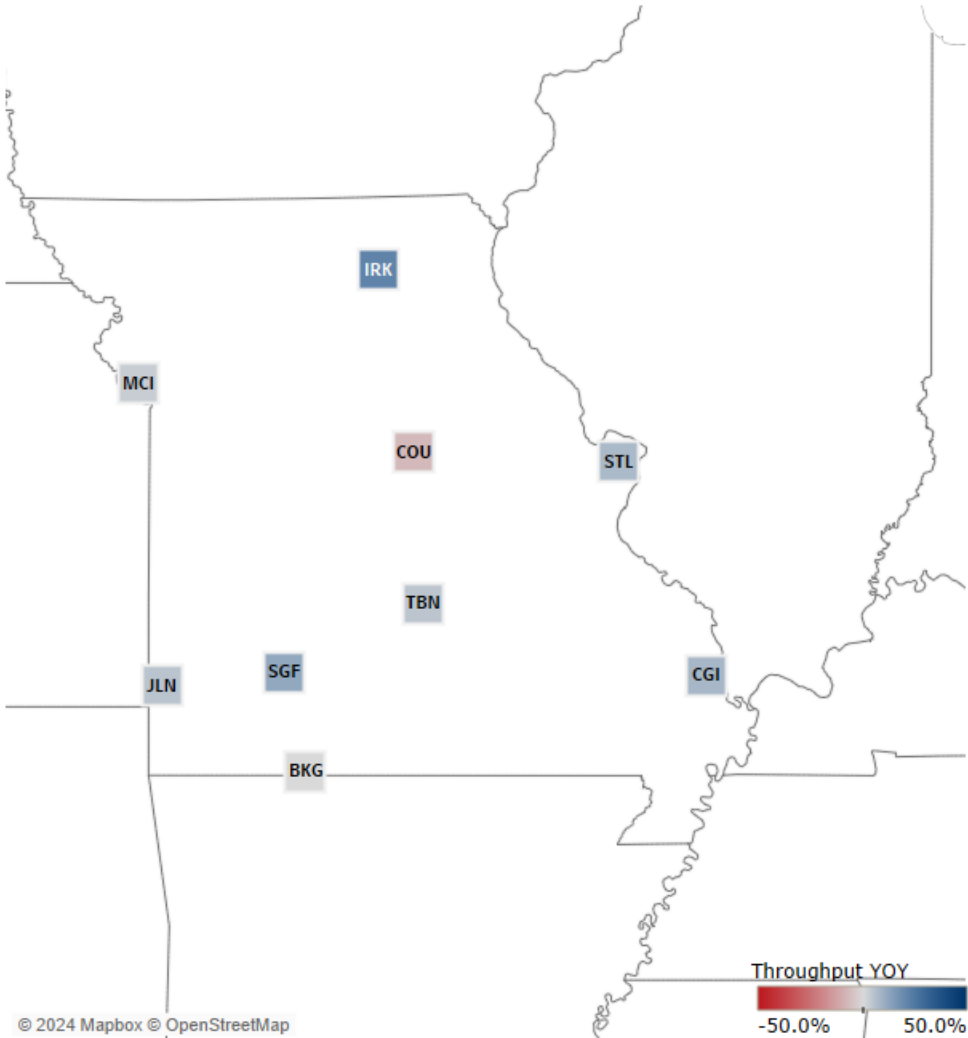 IRK
MCI
COU
STL
TBN
SGF
CGI
JLN
BKG
Throughput YOY
-50.0% 50.0%
© 2024 Mapbox © OpenStreetMap